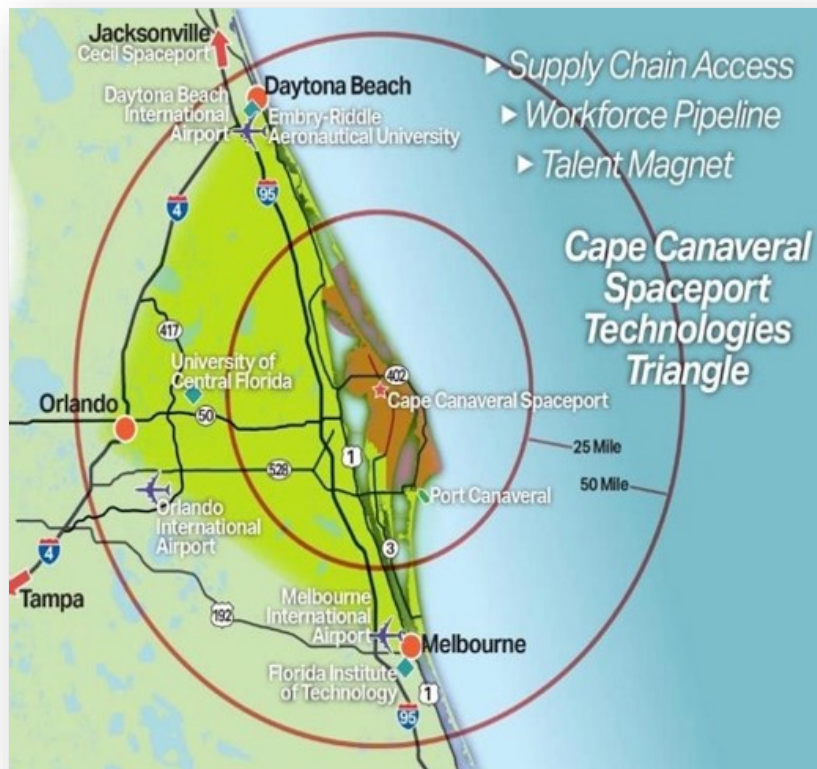 Jacksonville
Cecil Spaceport
Daytona Beach
International
Airport
Daytona Beach
Embry-Riddle
Aeronautical University
4
95
► Supply Chain Access
► Workforce Pipeline
► Talent Magnet
Cape Canaveral
Spaceport
Technologies
Triangle
417
University of
Central Florida
402
Cape Canaveral Spaceport
Orlando
50
1
25 Mile
528
50 Mile
Port Canaveral
Orlando
International
Airport
3
4
Tampa
192
Melbourne
International
Airport
Melbourne
Florida Institute
of Technology
1
95